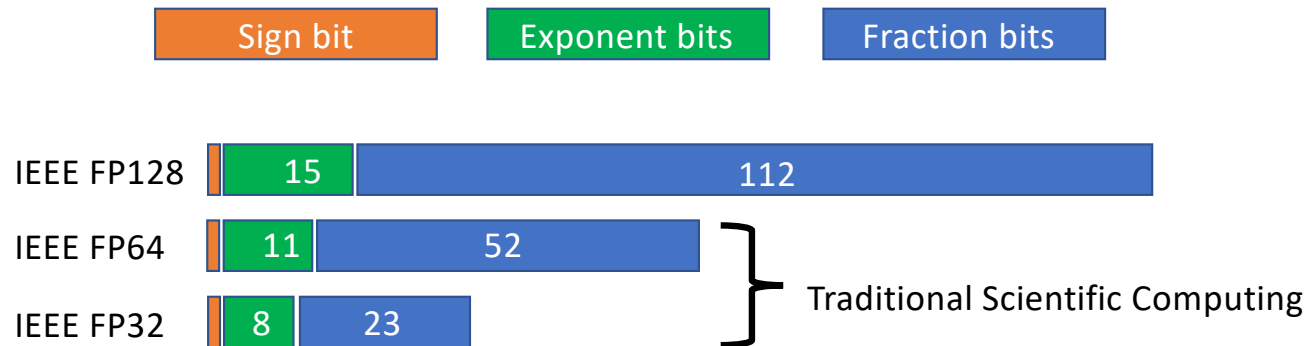 Sign bit Exponent bits Fraction bits
IEEE FP128 15 112
IEEE FP64 11 52
Traditional Scientific Computing
IEEE FP32 8 23